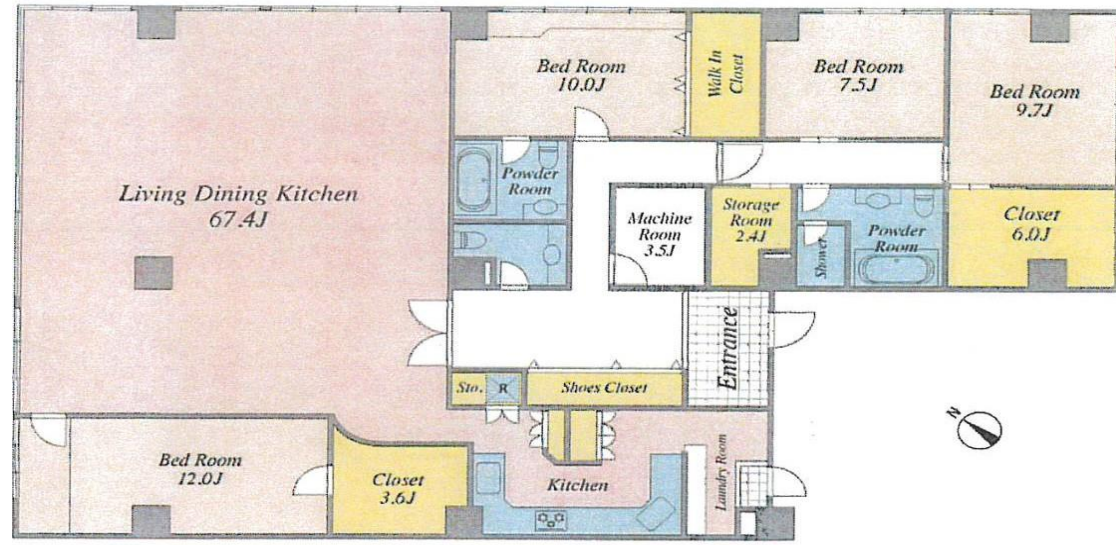 Bed Room
10.0J
Walk In
Closet
Bed Room
7.5J
Bed Room
9.7J
Living Dining Kitchen
67.4J
Powder
Room
Machine
Room
3.5J
Storage
Room
2.4J
Shower
Powder
Room
Closet
6.0J
Entrance
Sto.
R
Shoes Closet
N
Bed Room
12.0J
Closet
3.6J
Kitchen
Laundry Room